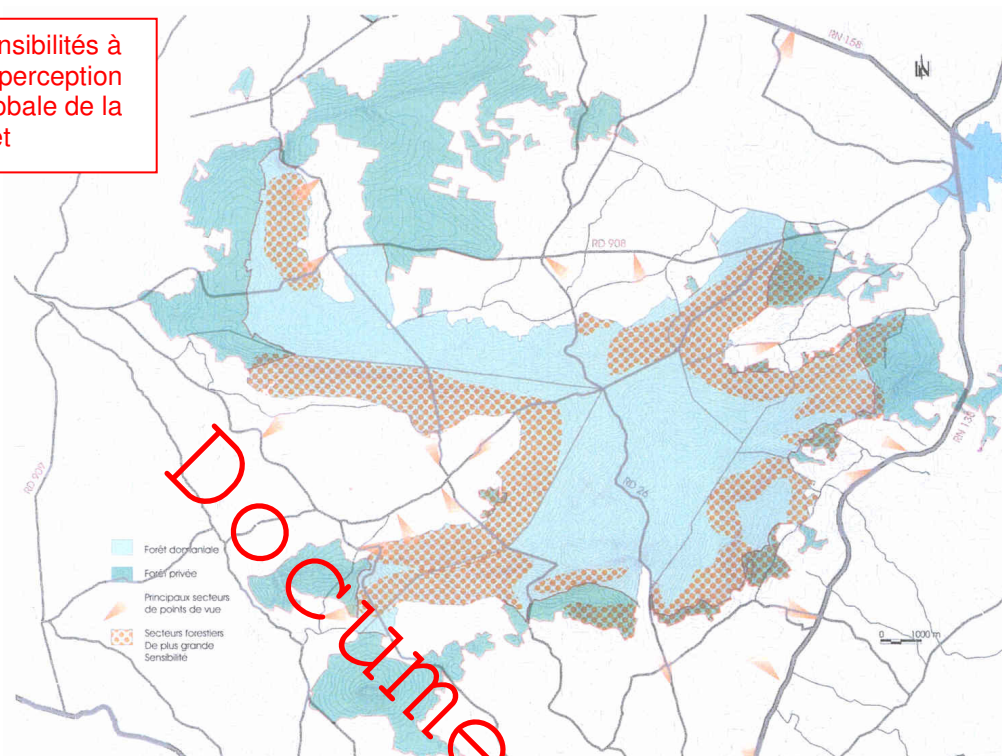 nsibilités à
perception
obale de la
et
RN 158
N
RD 908
RD 909
RN 138
RD 26
Forêt domaniale
Forêt privée
Principaux secteurs
de points de vue
Secteurs forestiers
De plus grande
Sensibilité
0 1000 m
Docume